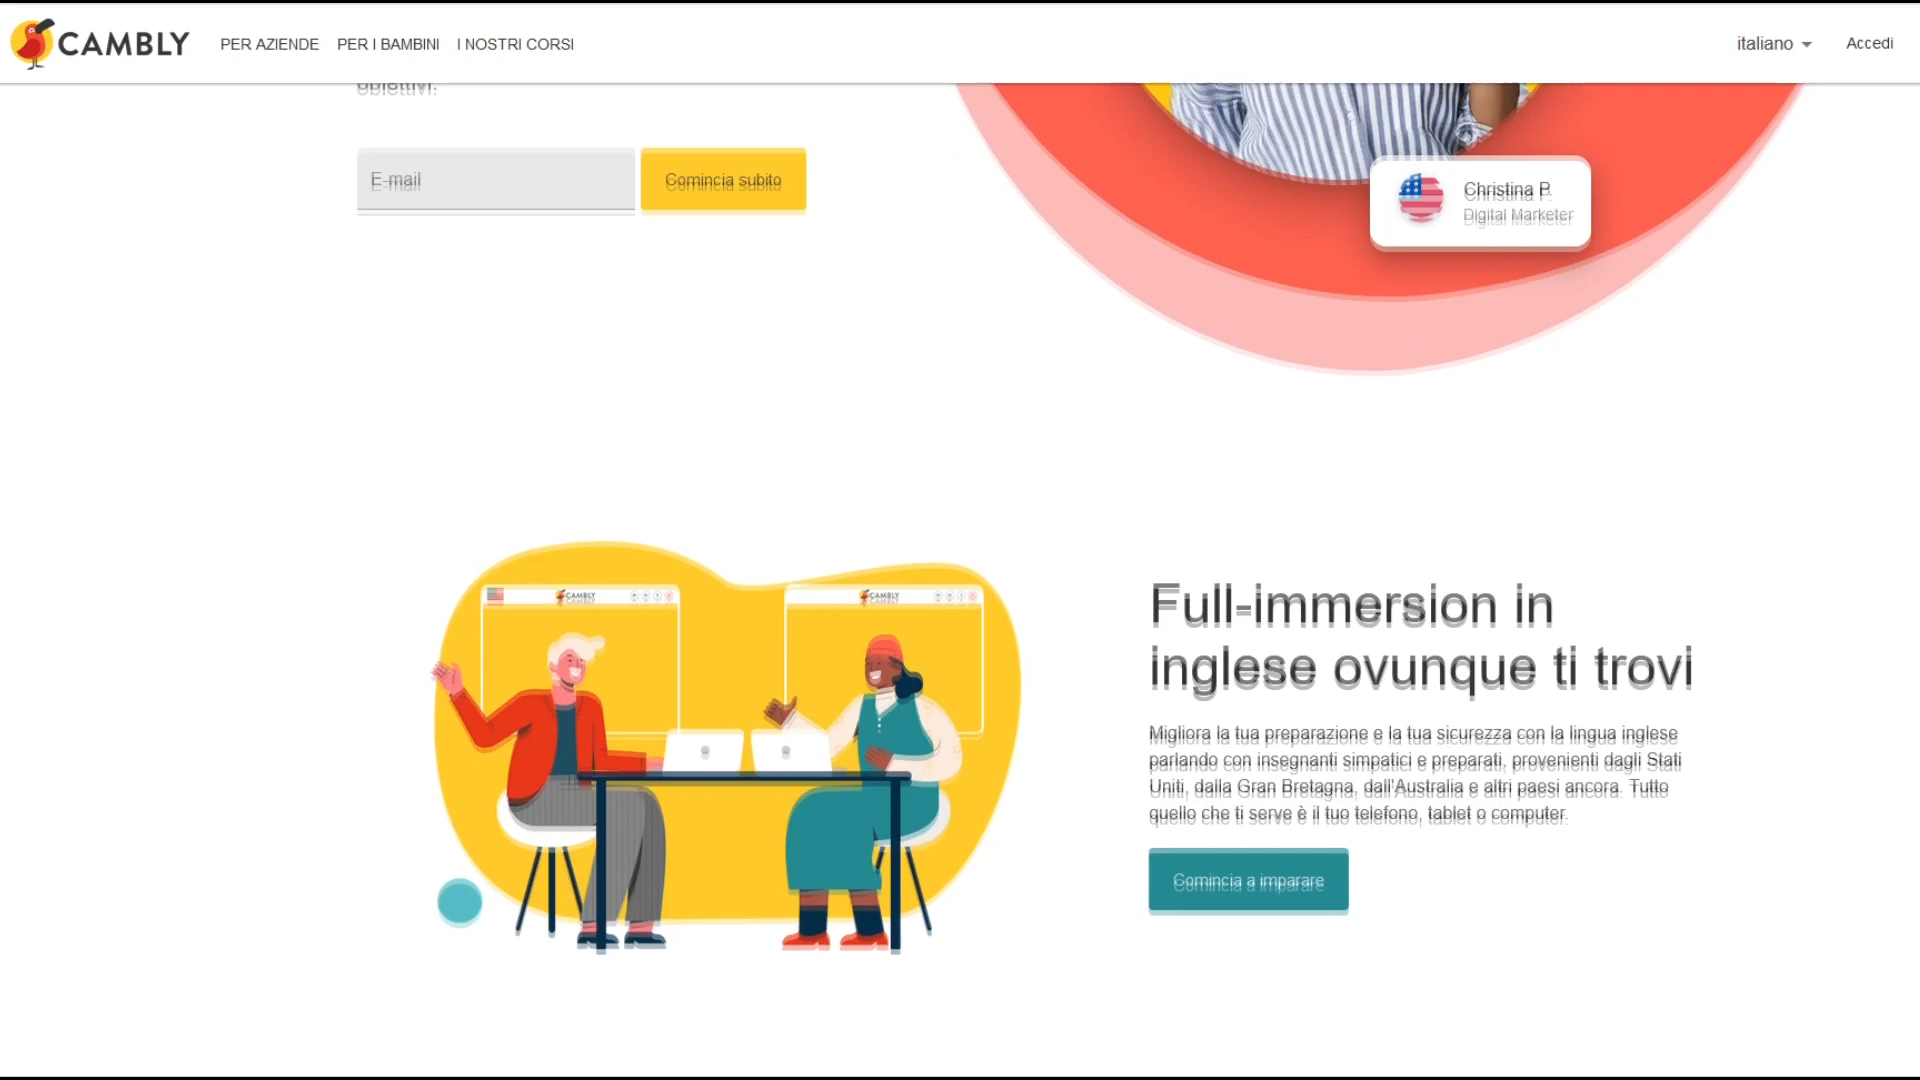 CAMBLY
PER AZIENDE
PER I BAMBINI
I NOSTRI CORSI
italiano
Accedi
obiettivi.
E-mail
Comincia subito
Christina P.
Digital Marketer
CAMBLY
CAMBLY
Full-immersion in
inglese ovunque ti trovi
Migliora la tua preparazione e la tua sicurezza con la lingua inglese
parlando con insegnanti simpatici e preparati, provenienti dagli Stati
Uniti, dalla Gran Bretagna, dall'Australia e altri paesi ancora. Tutto
quello che ti serve è il tuo telefono, tablet o computer.
Comincia a imparare